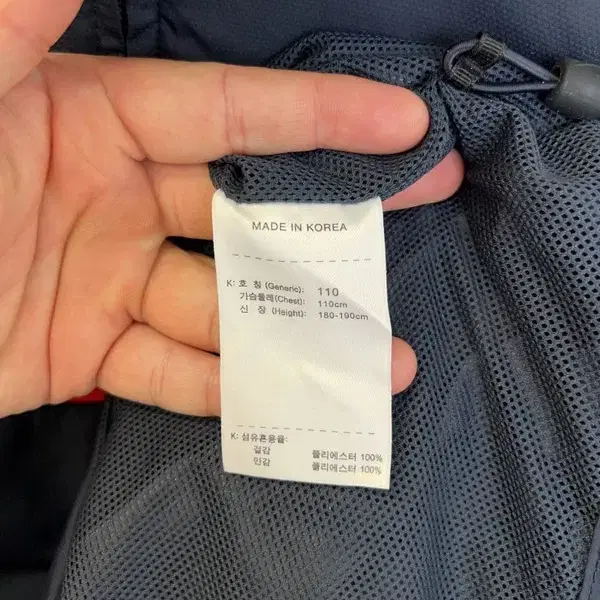 MADE IN KOREA
K: 호 칭 (Generic): 110
가슴둘레(Chest): 110cm
신 장 (Height): 180-190cm
K: 섬유혼용율:
겉감 폴리에스터 100%
안감 폴리에스터 100%